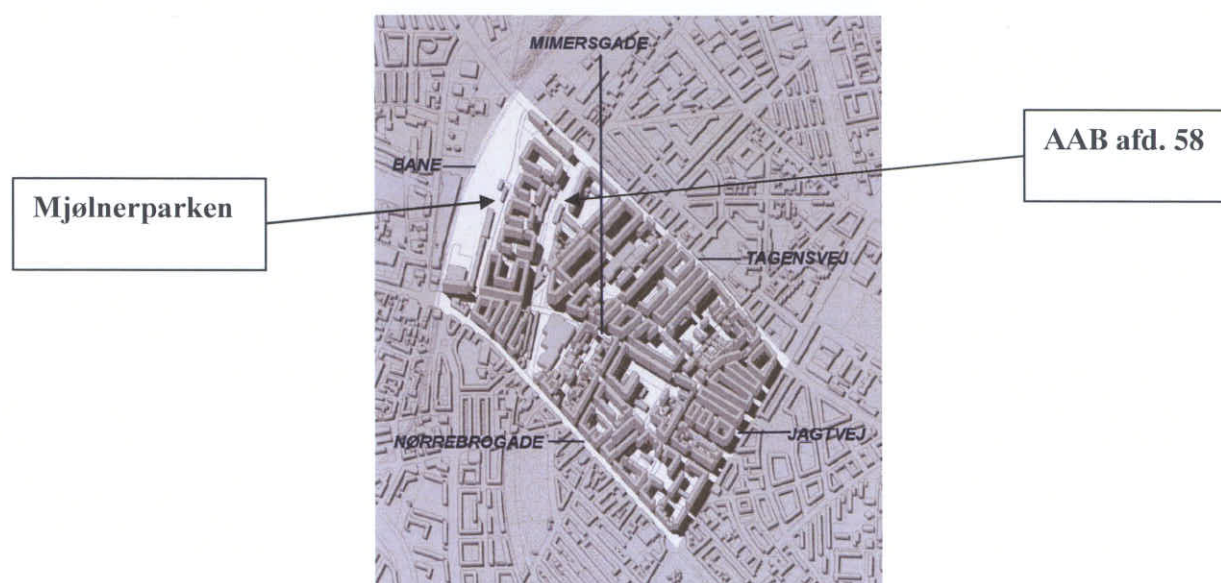 MIMERSGADE
AAB afd. 58
BANE
Mjølnerparken
TAGENSVEJ
NØRREBROGADE
JAGTVEJ